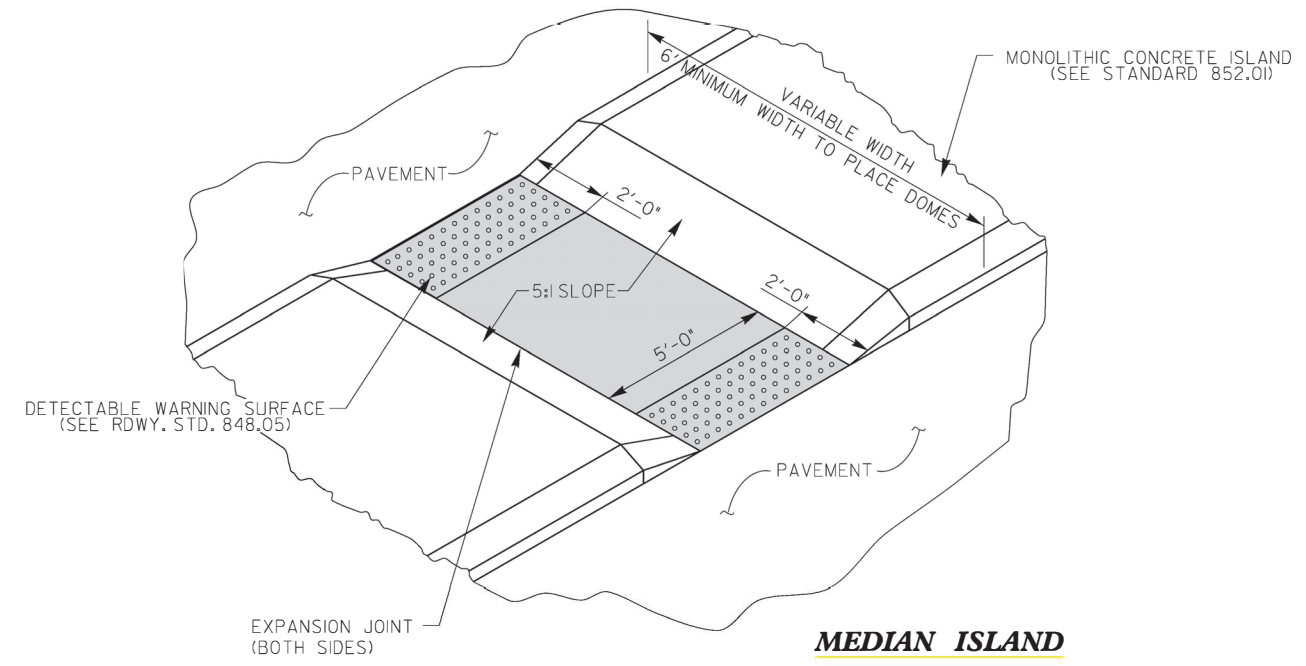 MONOLITHIC CONCRETE ISLAND
(SEE STANDARD 852.01)
VARIABLE WIDTH
6' MINIMUM WIDTH TO PLACE DOMES
PAVEMENT
2'-0"
5:1 SLOPE
2'-0"
5'-0"
DETECTABLE WARNING SURFACE
(SEE RDWY. STD. 848.05)
PAVEMENT
EXPANSION JOINT
(BOTH SIDES)
MEDIAN ISLAND